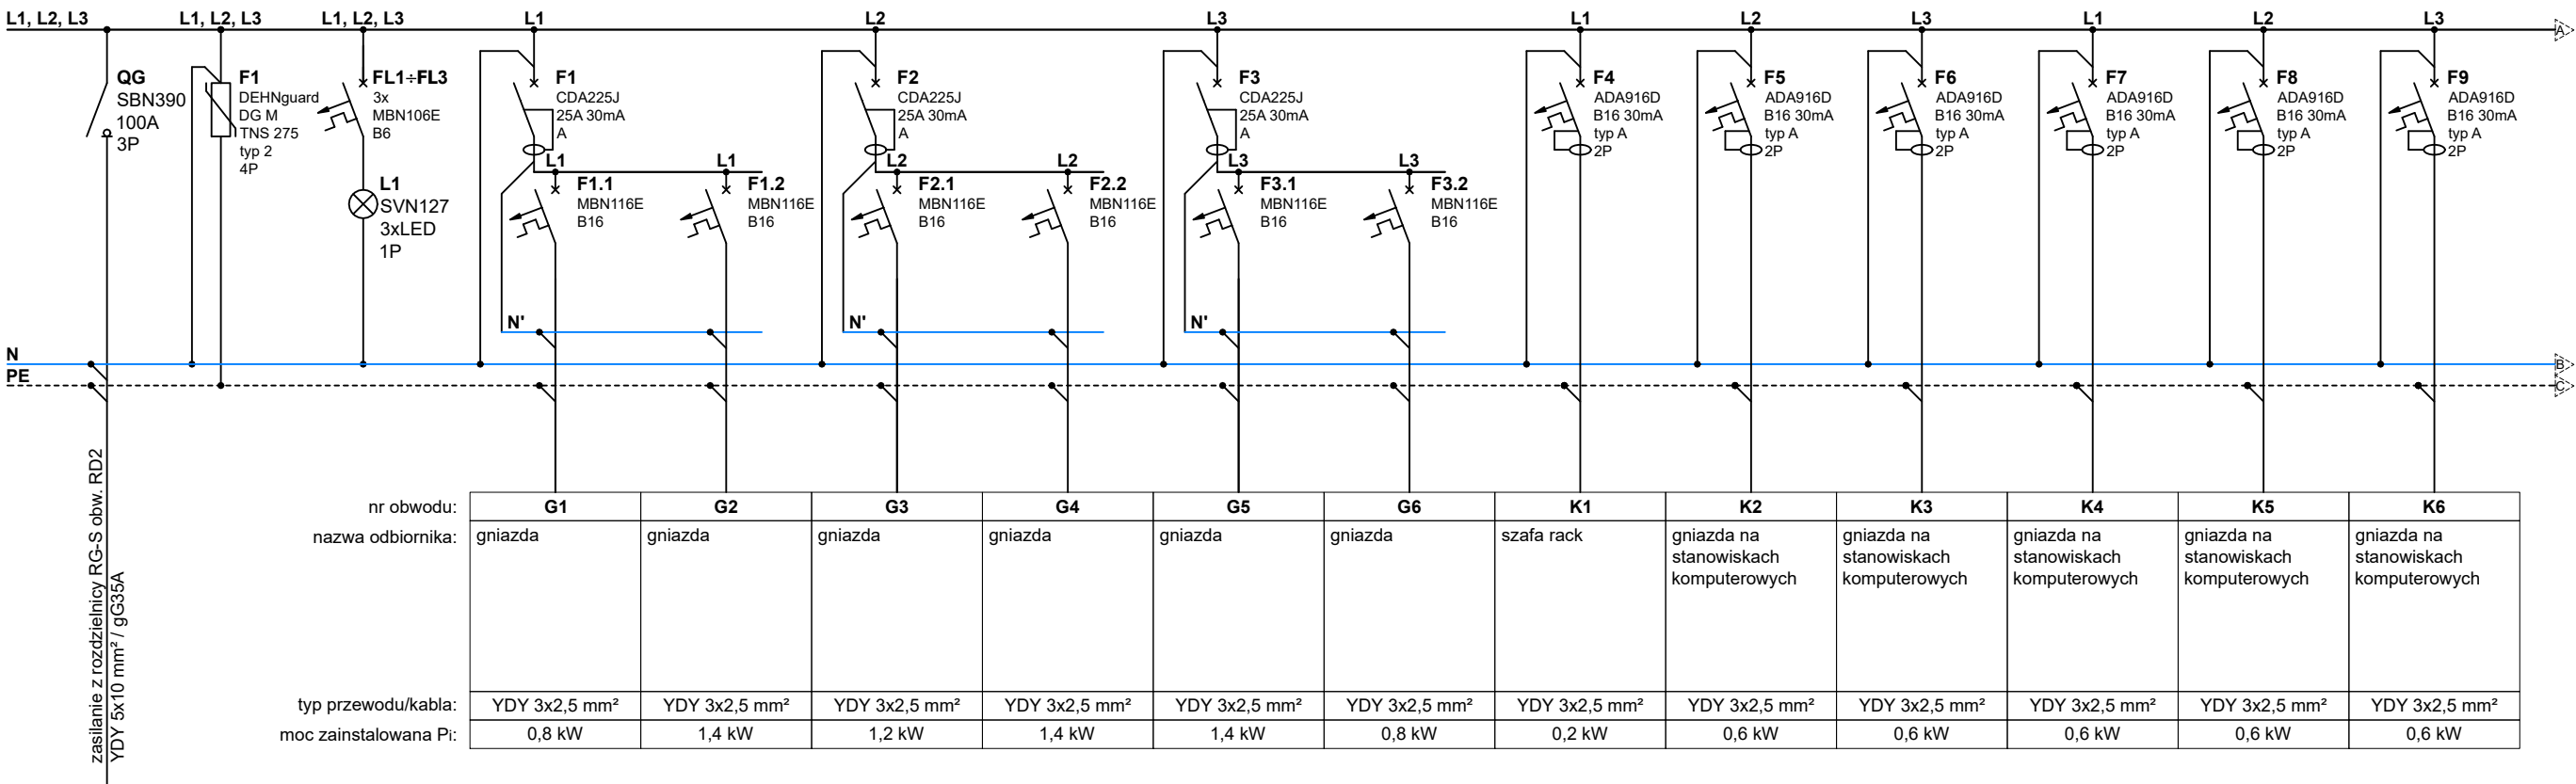 L1, L2, L3
L1, L2, L3
L1, L2, L3
L1
L2
L3
L1
L2
L3
L1
L2
L3
A
QG
SBN390
100A
3P
F1
DEHNguard
DG M
TNS 275
typ 2
4P
FL1÷FL3
3x
MBN106E
B6
L1
SVN127
3xLED
1P
F1
CDA225J
25A 30mA
A
L1
L1
F1.1
MBN116E
B16
F1.2
MBN116E
B16
F2
CDA225J
25A 30mA
A
L2
L2
F2.1
MBN116E
B16
F2.2
MBN116E
B16
F3
CDA225J
25A 30mA
A
L3
L3
F3.1
MBN116E
B16
F3.2
MBN116E
B16
F4
ADA916D
B16 30mA
typ A
2P
F5
ADA916D
B16 30mA
typ A
2P
F6
ADA916D
B16 30mA
typ A
2P
F7
ADA916D
B16 30mA
typ A
2P
F8
ADA916D
B16 30mA
typ A
2P
F9
ADA916D
B16 30mA
typ A
2P
N'
N'
N'
N
B
PE
C
zasilanie z rozdzielnicy RG-S obw. RD2
YDY 5x10 mm² / gG35A
nr obwodu: G1 G2 G3 G4 G5 G6 K1 K2 K3 K4 K5 K6
nazwa odbiornika: gniazda gniazda gniazda gniazda gniazda gniazda szafa rack gniazda na gniazda na gniazda na gniazda na gniazda na
stanowiskach stanowiskach stanowiskach stanowiskach stanowiskach
komputerowych komputerowych komputerowych komputerowych komputerowych
typ przewodu/kabla: YDY 3x2,5 mm² YDY 3x2,5 mm² YDY 3x2,5 mm² YDY 3x2,5 mm² YDY 3x2,5 mm² YDY 3x2,5 mm² YDY 3x2,5 mm² YDY 3x2,5 mm² YDY 3x2,5 mm² YDY 3x2,5 mm² YDY 3x2,5 mm² YDY 3x2,5 mm²
moc zainstalowana Pi: 0,8 kW 1,4 kW 1,2 kW 1,4 kW 1,4 kW 0,8 kW 0,2 kW 0,6 kW 0,6 kW 0,6 kW 0,6 kW 0,6 kW